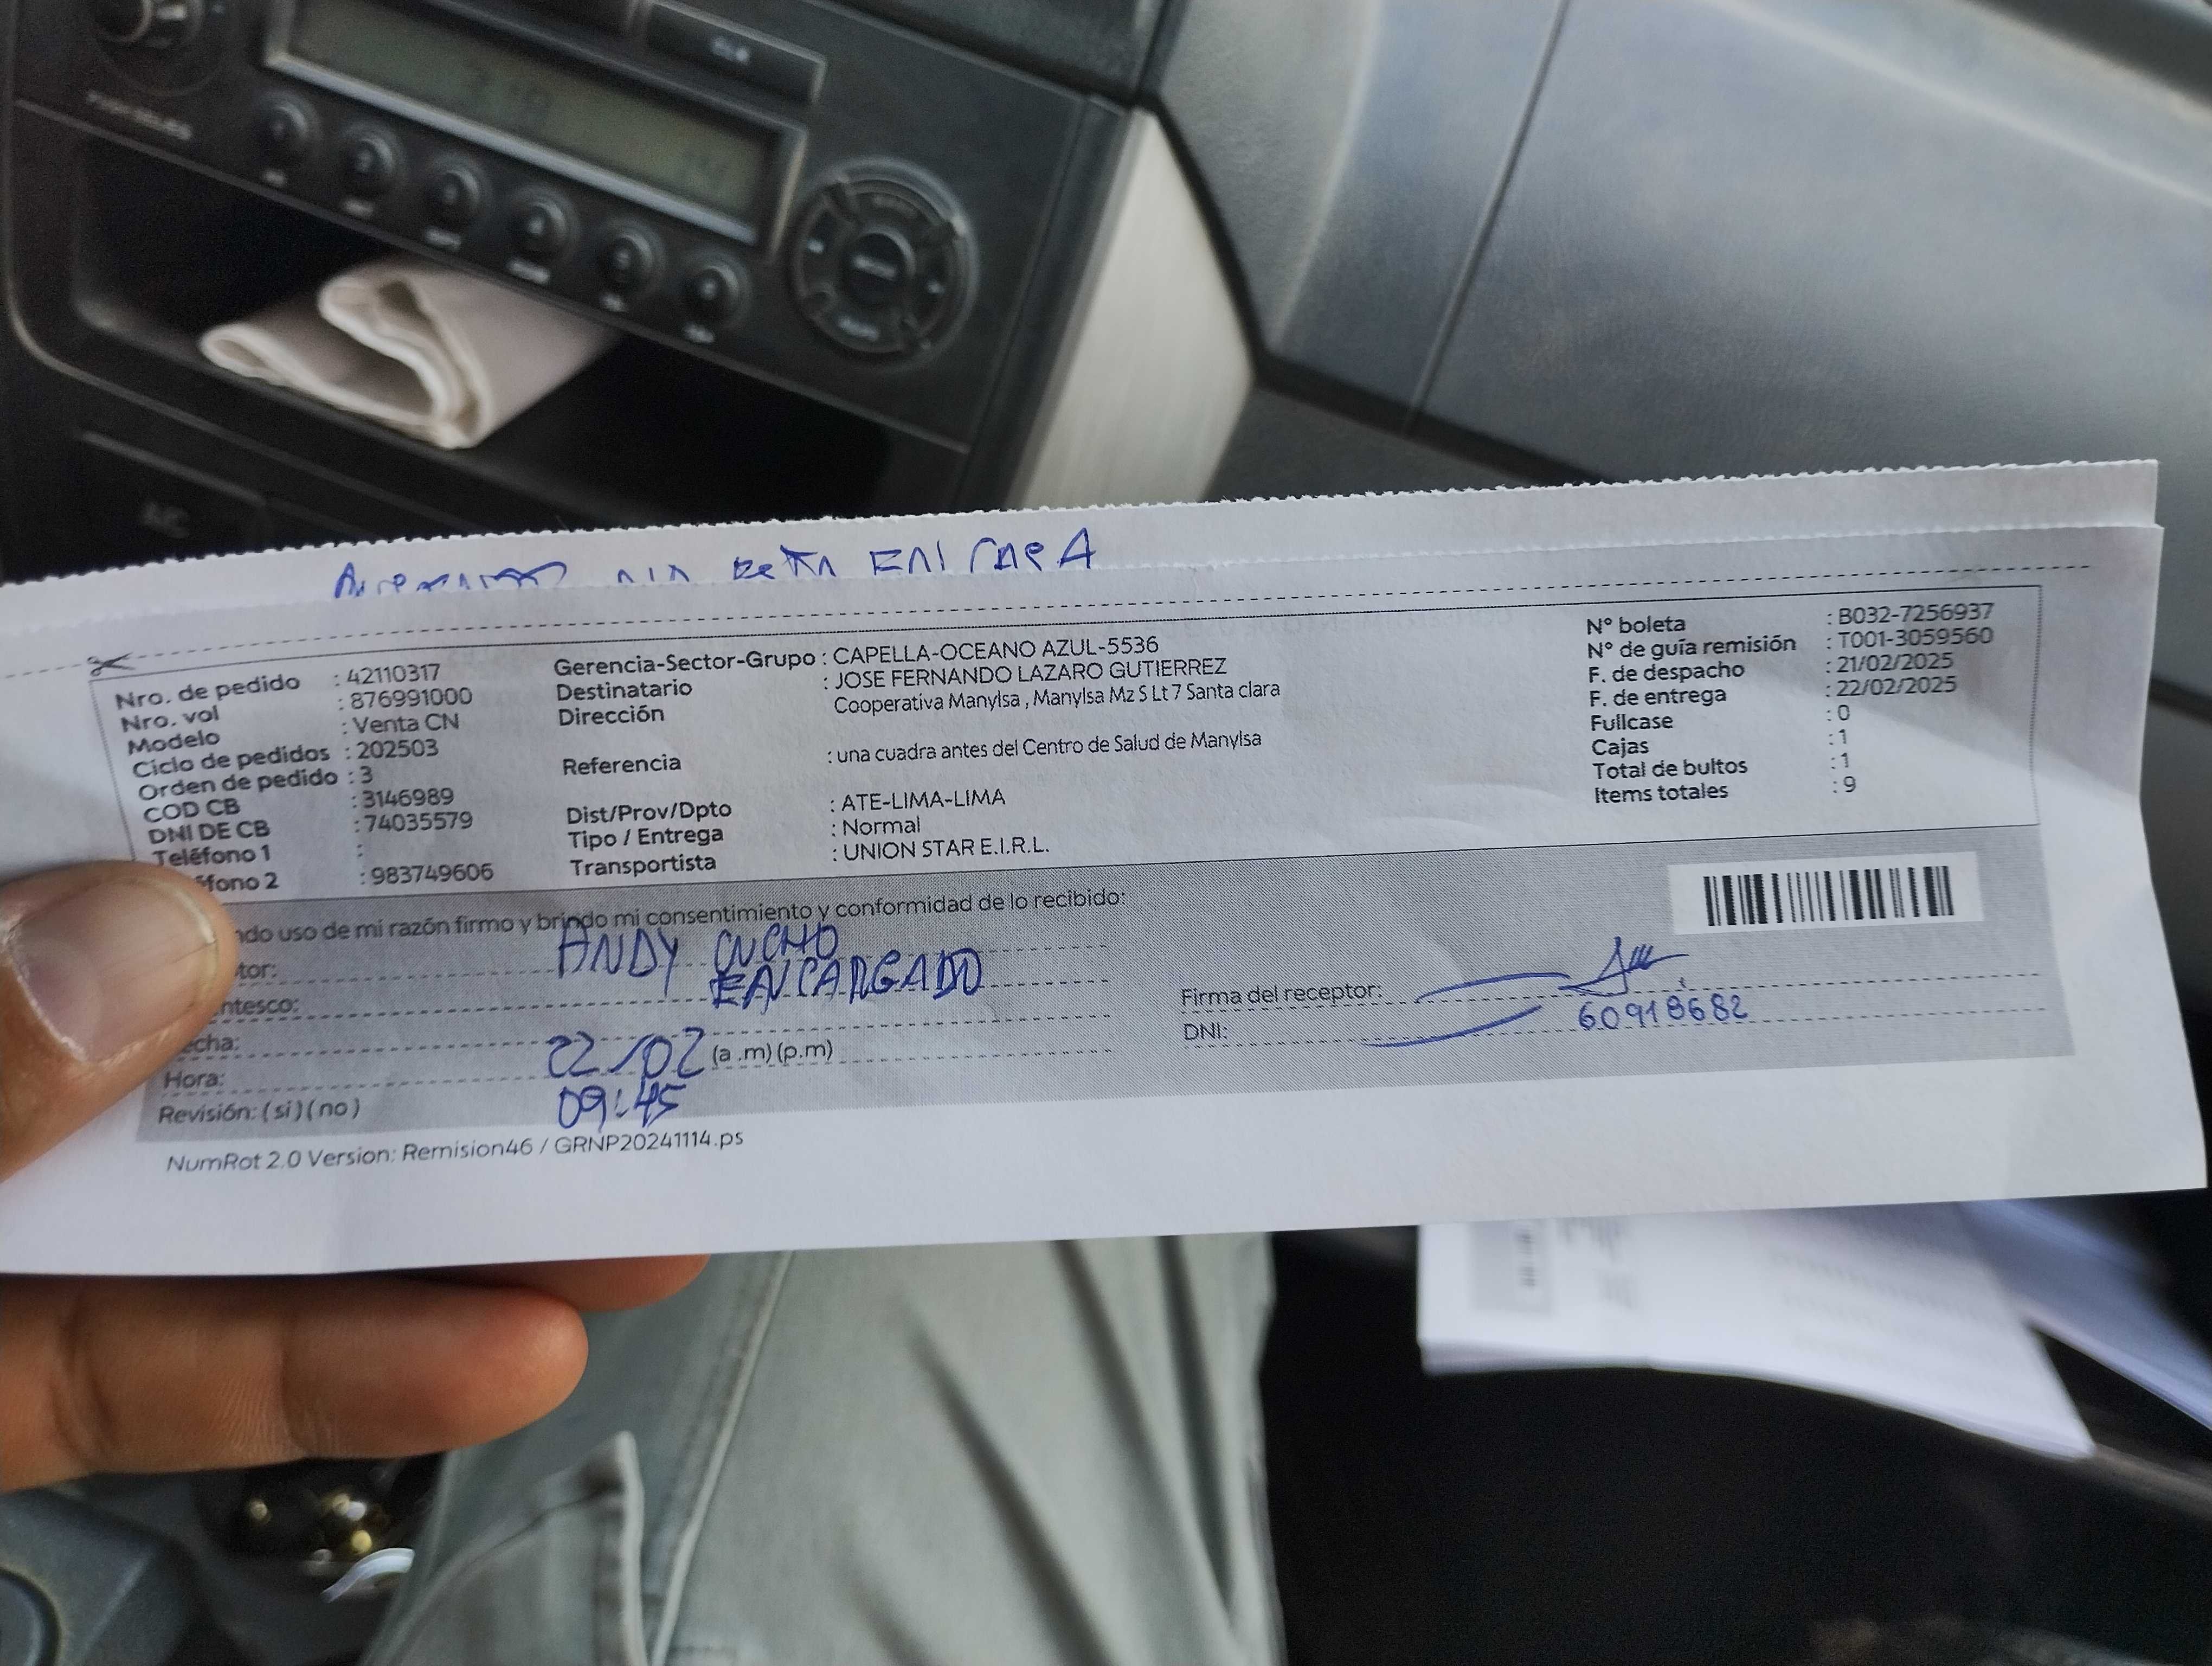 CLK
A/C
EN CASA
Nro. de pedido : 42110317
Nro. vol : 876991000
Modelo : Venta CN
Ciclo de pedidos : 202503
Orden de pedido : 3
COD CB : 3146989
DNI DE CB : 74035579
Teléfono 1 :
fono 2 : 983749606
Gerencia-Sector-Grupo : CAPELLA-OCEANO AZUL-5536
Destinatario : JOSE FERNANDO LAZARO GUTIERREZ
Dirección Cooperativa Manylsa , Manylsa Mz S Lt 7 Santa clara
Referencia : una cuadra antes del Centro de Salud de Manylsa
Dist/Prov/Dpto : ATE-LIMA-LIMA
Tipo / Entrega : Normal
Transportista : UNION STAR E.I.R.L.
N° boleta : B032-7256937
N° de guía remisión : T001-3059560
F. de despacho : 21/02/2025
F. de entrega : 22/02/2025
Fullcase : 0
Cajas : 1
Total de bultos : 1
Items totales : 9
ndo uso de mi razón firmo y brindo mi consentimiento y conformidad de lo recibido:
tor: ANDY CUCHO
ntesco: ENCARGADO
echa: 22/02
Hora: (a .m) (p.m)
09:45
Revisión: ( si ) ( no )
Firma del receptor:
DNI: 60918682
NumRot 2.0 Version: Remision46 / GRNP20241114.ps